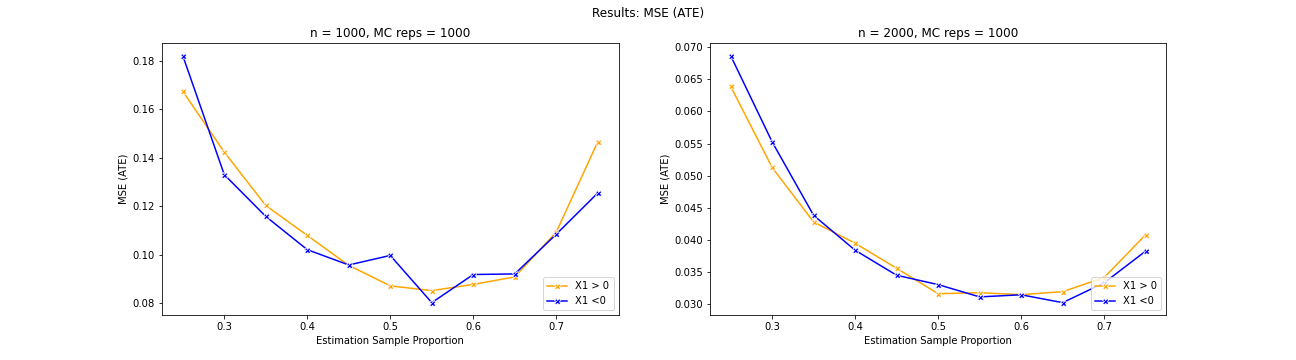 Results: MSE (ATE)
n = 1000, MC reps = 1000
MSE (ATE)
0.18
0.16
0.14
0.12
0.10
0.08
0.3 0.4 0.5 0.6 0.7
Estimation Sample Proportion
X1 > 0
X1 <0
n = 2000, MC reps = 1000
MSE (ATE)
0.070
0.065
0.060
0.055
0.050
0.045
0.040
0.035
0.030
0.3 0.4 0.5 0.6 0.7
Estimation Sample Proportion
X1 > 0
X1 <0